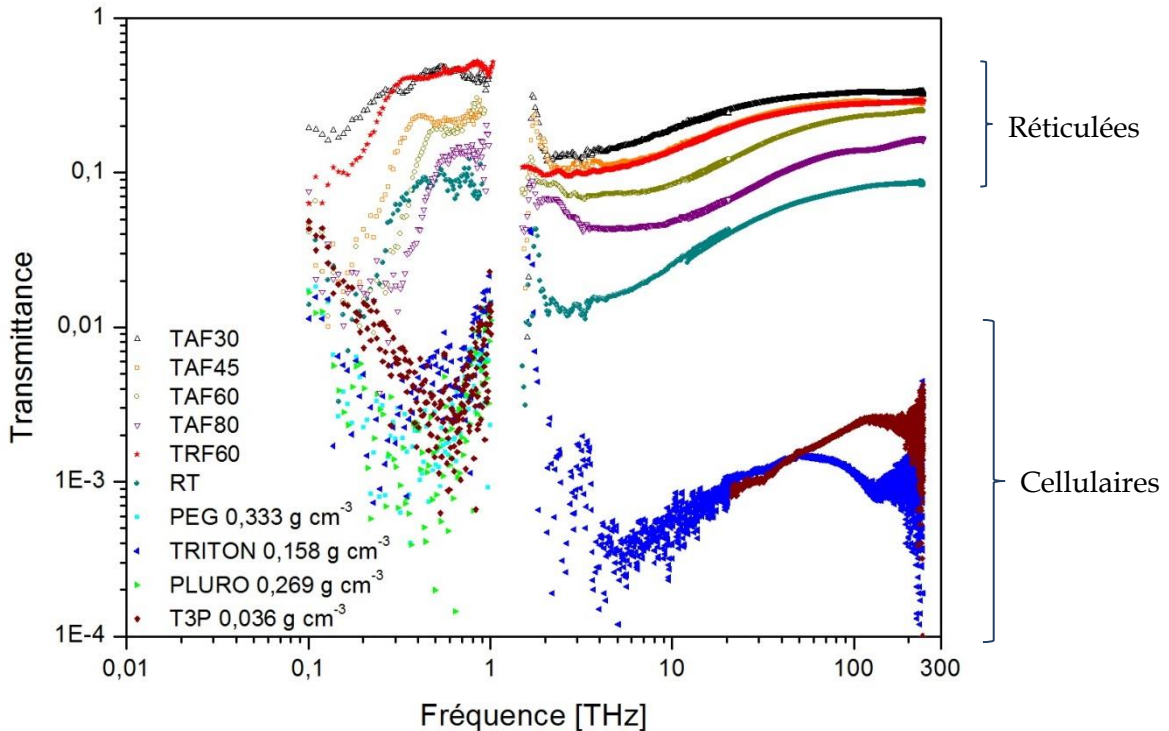 1
0,1
0,01
1E-3
1E-4
Transmittance
TAF30
TAF45
TAF60
TAF80
TRF60
RT
PEG 0,333 g cm⁻³
TRITON 0,158 g cm⁻³
PLURO 0,269 g cm⁻³
T3P 0,036 g cm⁻³
0,01
0,1
1
10
100
300
Fréquence [THz]
Réticulées
Cellulaires